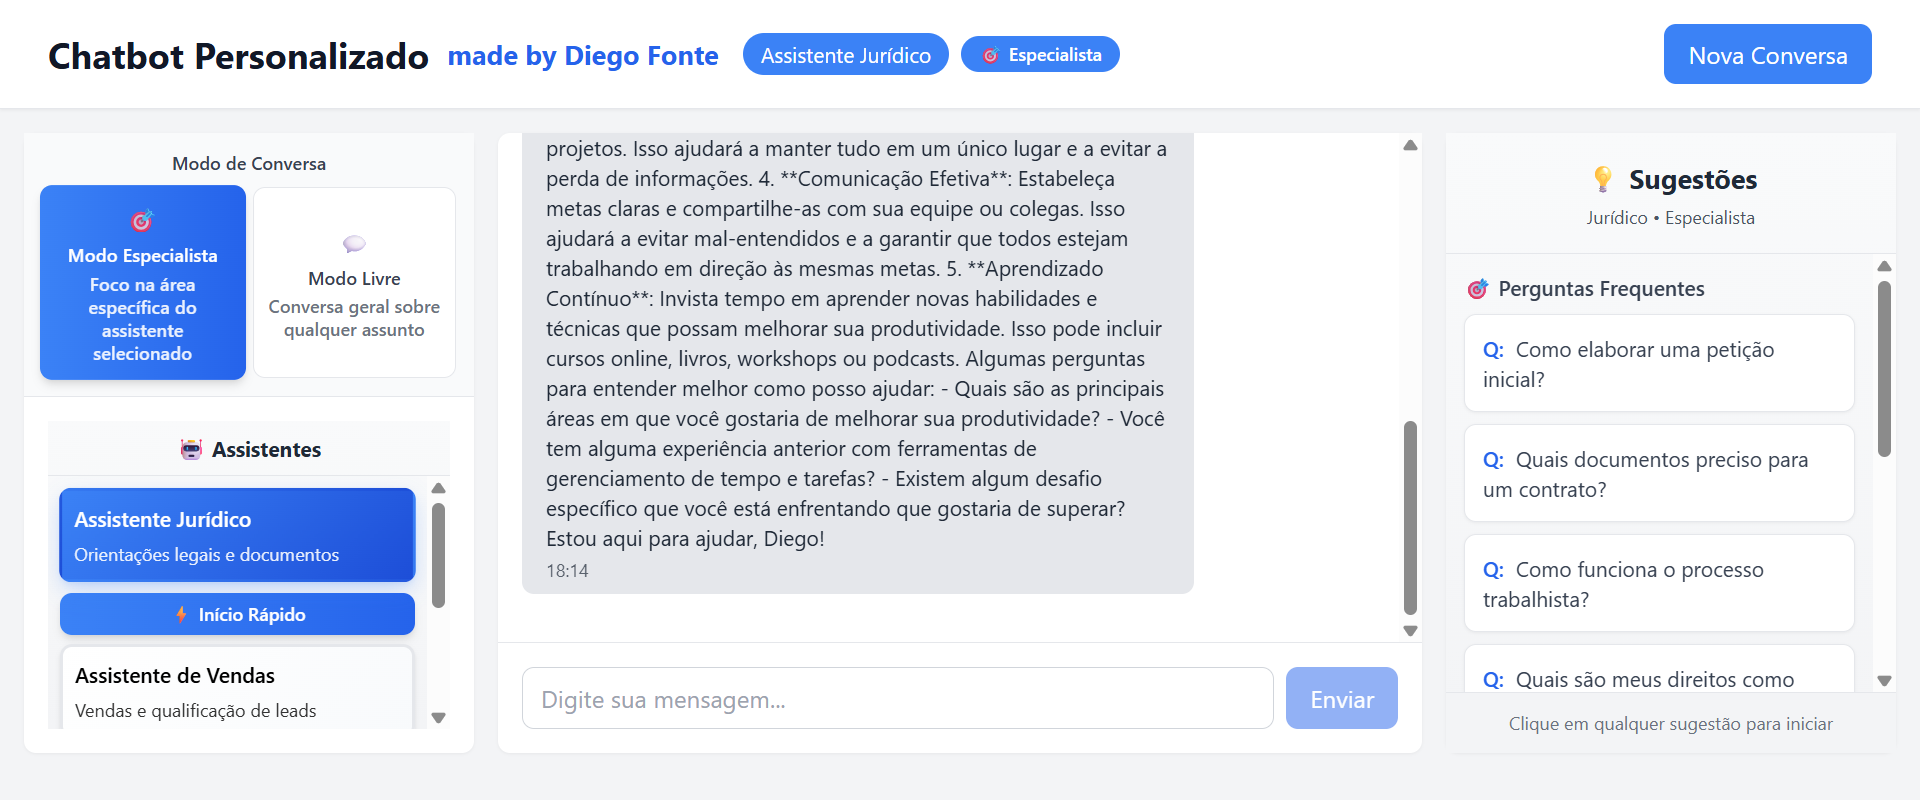 Chatbot Personalizado
made by Diego Fonte
Assistente Jurídico
Especialista
Nova Conversa
Modo de Conversa
Modo Especialista
Foco na área
específica do
assistente
selecionado
Modo Livre
Conversa geral sobre
qualquer assunto
Assistentes
Assistente Jurídico
Orientações legais e documentos
Início Rápido
Assistente de Vendas
Vendas e qualificação de leads
projetos. Isso ajudará a manter tudo em um único lugar e a evitar a
perda de informações. 4. **Comunicação Efetiva**: Estabeleça
metas claras e compartilhe-as com sua equipe ou colegas. Isso
ajudará a evitar mal-entendidos e a garantir que todos estejam
trabalhando em direção às mesmas metas. 5. **Aprendizado
Contínuo**: Invista tempo em aprender novas habilidades e
técnicas que possam melhorar sua produtividade. Isso pode incluir
cursos online, livros, workshops ou podcasts. Algumas perguntas
para entender melhor como posso ajudar: - Quais são as principais
áreas em que você gostaria de melhorar sua produtividade? - Você
tem alguma experiência anterior com ferramentas de
gerenciamento de tempo e tarefas? - Existem algum desafio
específico que você está enfrentando que gostaria de superar?
Estou aqui para ajudar, Diego!
18:14
Digite sua mensagem...
Enviar
Sugestões
Jurídico • Especialista
Perguntas Frequentes
Q: Como elaborar uma petição
inicial?
Q: Quais documentos preciso para
um contrato?
Q: Como funciona o processo
trabalhista?
Q: Quais são meus direitos como
Clique em qualquer sugestão para iniciar